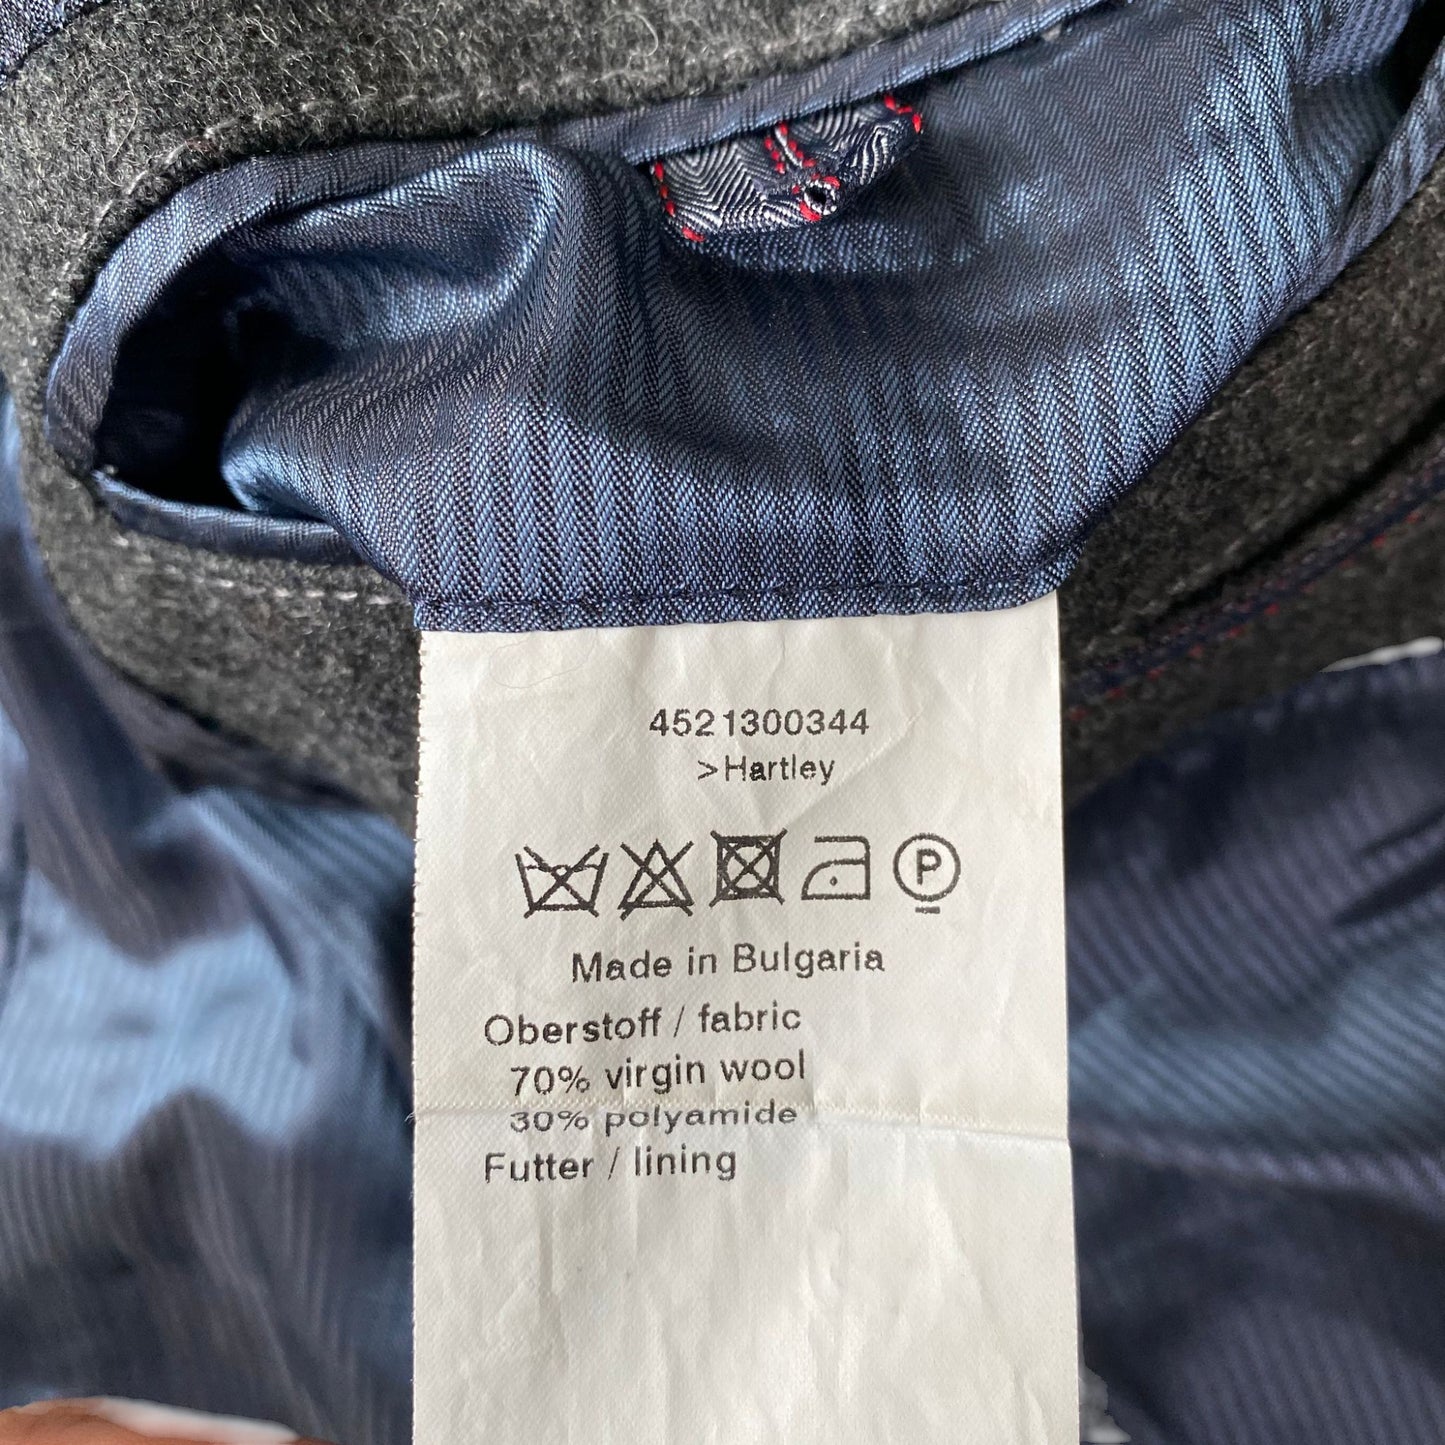 4521300344
>Hartley
P
Made in Bulgaria
Oberstoff / fabric
70% virgin wool
30% polyamide
Futter / lining